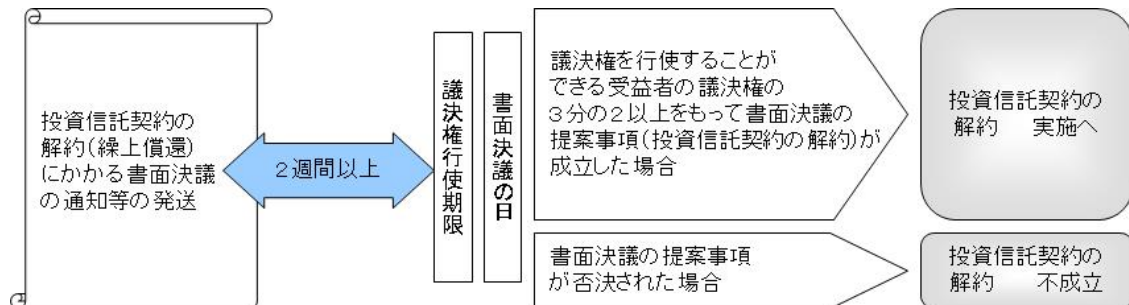 投資信託契約の
解約(繰上償還)
にかかる書面決議
の通知等の発送
２週間以上
議決権行使期限
書面決議の日
議決権を行使することが
できる受益者の議決権の
３分の２以上をもって書面決議の
提案事項(投資信託契約の解約)が
成立した場合
投資信託契約の
解約　　実施へ
書面決議の提案事項
が否決された場合
投資信託契約の
解約　　不成立